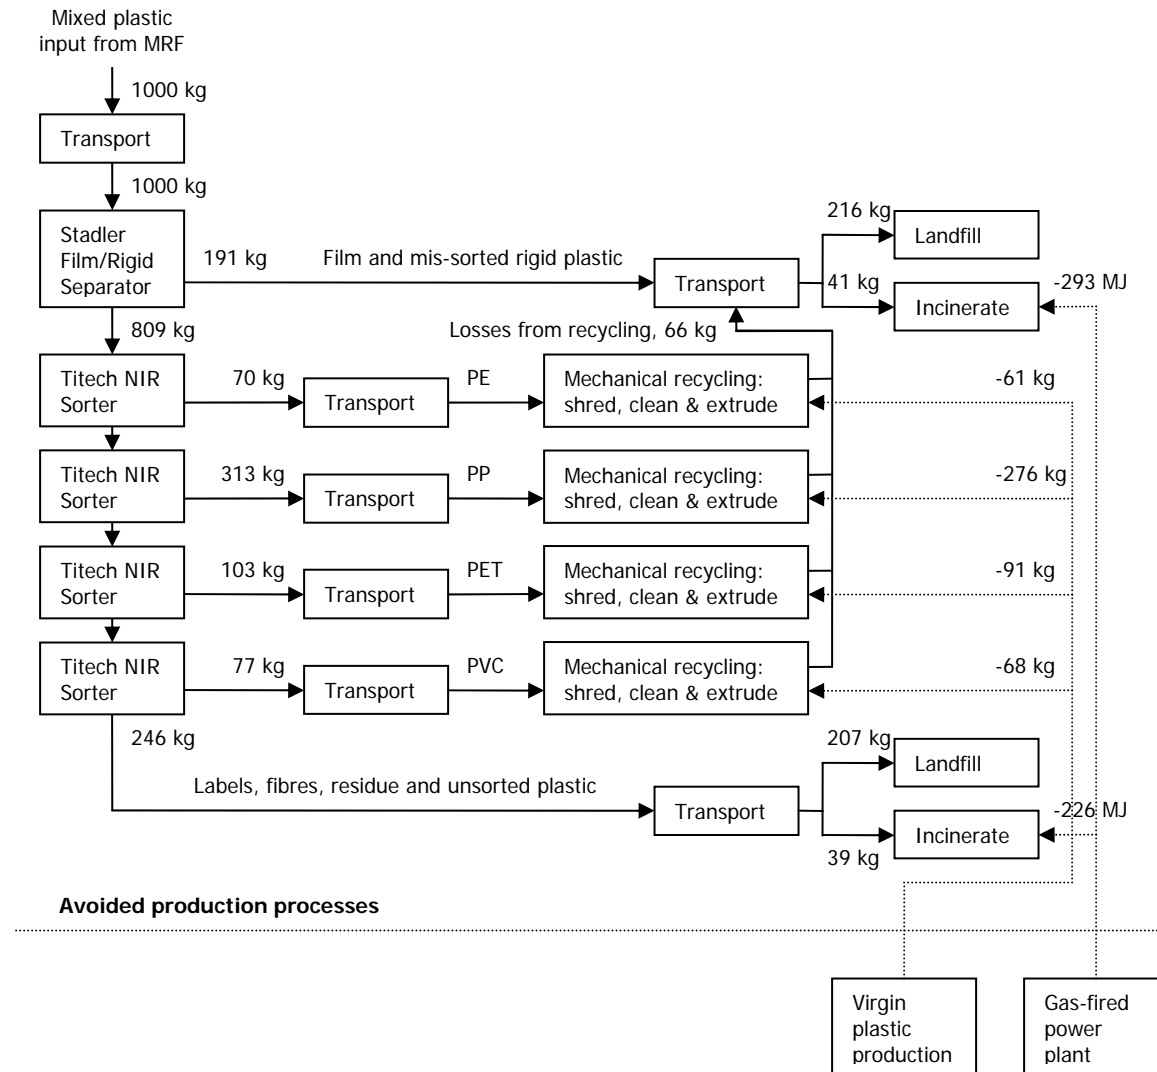 Mixed plastic
input from MRF
1000 kg
Transport
1000 kg
Stadler
Film/Rigid
Separator
191 kg
Film and mis-sorted rigid plastic
Transport
216 kg
Landfill
41 kg
Incinerate
-293 MJ
809 kg
Losses from recycling, 66 kg
Titech NIR
Sorter
70 kg
Transport
PE
Mechanical recycling:
shred, clean & extrude
-61 kg
Titech NIR
Sorter
313 kg
Transport
PP
Mechanical recycling:
shred, clean & extrude
-276 kg
Titech NIR
Sorter
103 kg
Transport
PET
Mechanical recycling:
shred, clean & extrude
-91 kg
Titech NIR
Sorter
77 kg
Transport
PVC
Mechanical recycling:
shred, clean & extrude
-68 kg
246 kg
Labels, fibres, residue and unsorted plastic
Transport
207 kg
Landfill
39 kg
Incinerate
-226 MJ
Avoided production processes
Virgin
plastic
production
Gas-fired
power
plant